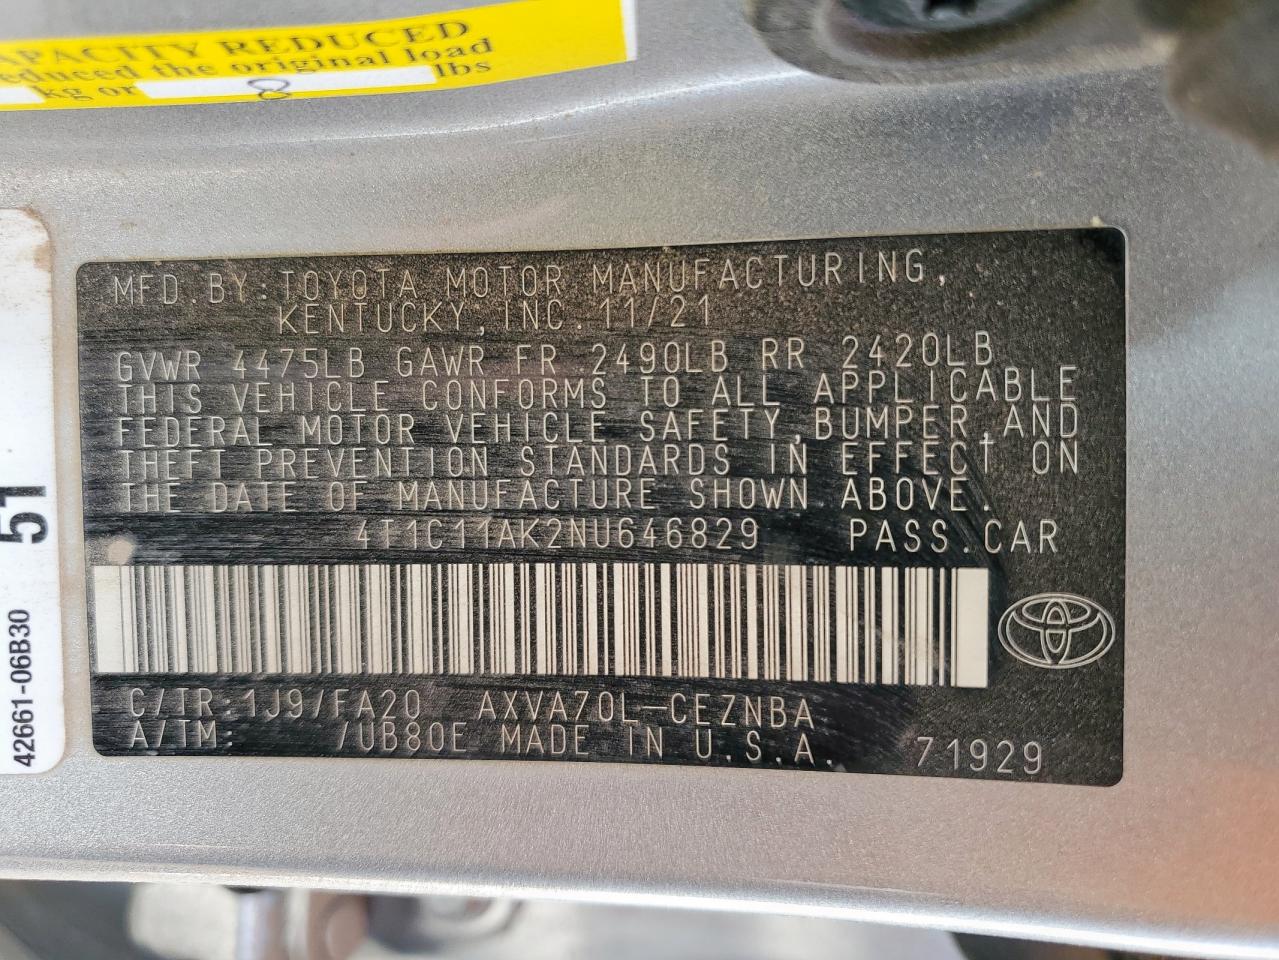 APACITY REDUCED
educed the original load
kg or 8 lbs
MFD.BY:TOYOTA MOTOR MANUFACTURING,
KENTUCKY,INC. 11/21
GVWR 4475LB GAWR FR 2490LB RR 2420LB
THIS VEHICLE CONFORMS TO ALL APPLICABLE
FEDERAL MOTOR VEHICLE SAFETY,BUMPER,AND
THEFT PREVENTION STANDARDS IN EFFECT ON
THE DATE OF MANUFACTURE SHOWN ABOVE.
4T1C11AK2NU646829 PASS.CAR
C/TR:1J9/FA20 AXVA70L-CEZNBA
A/TM: /UB80E MADE IN U.S.A. 71929
51
42661-06B30